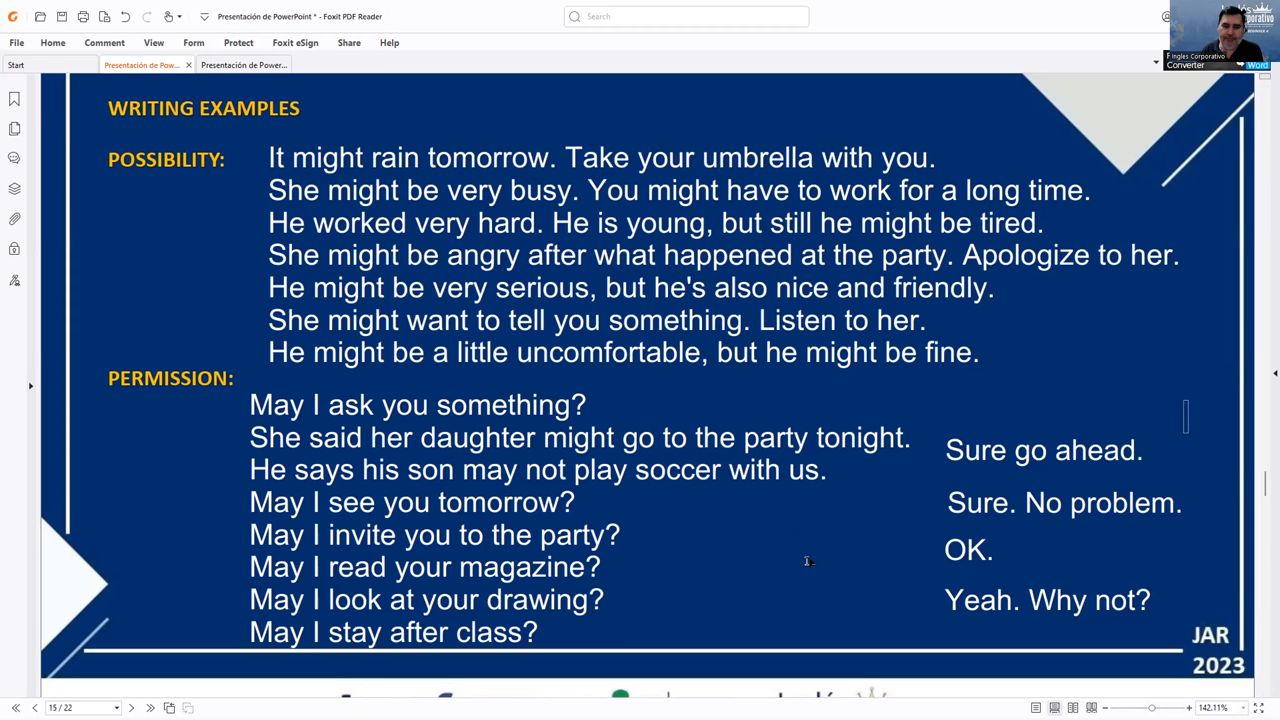 Presentación de PowerPoint * - Foxit PDF Reader
Search
File Home Comment View Form Protect Foxit eSign Share Help
Start
Presentación de Pow...
Presentación de Power...
F Ingles Corporativo
Converter
Word
WRITING EXAMPLES
POSSIBILITY: It might rain tomorrow. Take your umbrella with you.
She might be very busy. You might have to work for a long time.
He worked very hard. He is young, but still he might be tired.
She might be angry after what happened at the party. Apologize to her.
He might be very serious, but he's also nice and friendly.
She might want to tell you something. Listen to her.
He might be a little uncomfortable, but he might be fine.
PERMISSION:
May I ask you something?
She said her daughter might go to the party tonight.
He says his son may not play soccer with us.
May I see you tomorrow?
May I invite you to the party?
May I read your magazine?
May I look at your drawing?
May I stay after class?
Sure go ahead.
Sure. No problem.
OK.
Yeah. Why not?
JAR
2023
15 / 22
142.11%